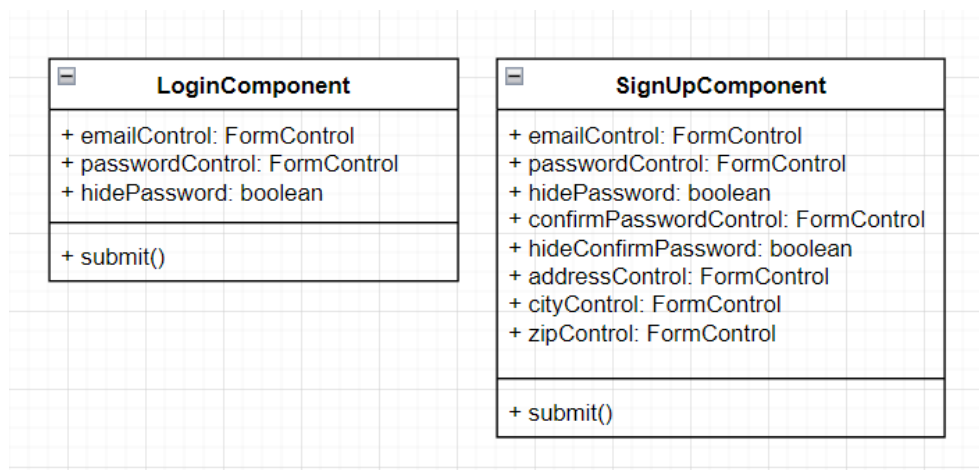 LoginComponent
+ emailControl: FormControl
+ passwordControl: FormControl
+ hidePassword: boolean
+ submit()
SignUpComponent
+ emailControl: FormControl
+ passwordControl: FormControl
+ hidePassword: boolean
+ confirmPasswordControl: FormControl
+ hideConfirmPassword: boolean
+ addressControl: FormControl
+ cityControl: FormControl
+ zipControl: FormControl
+ submit()